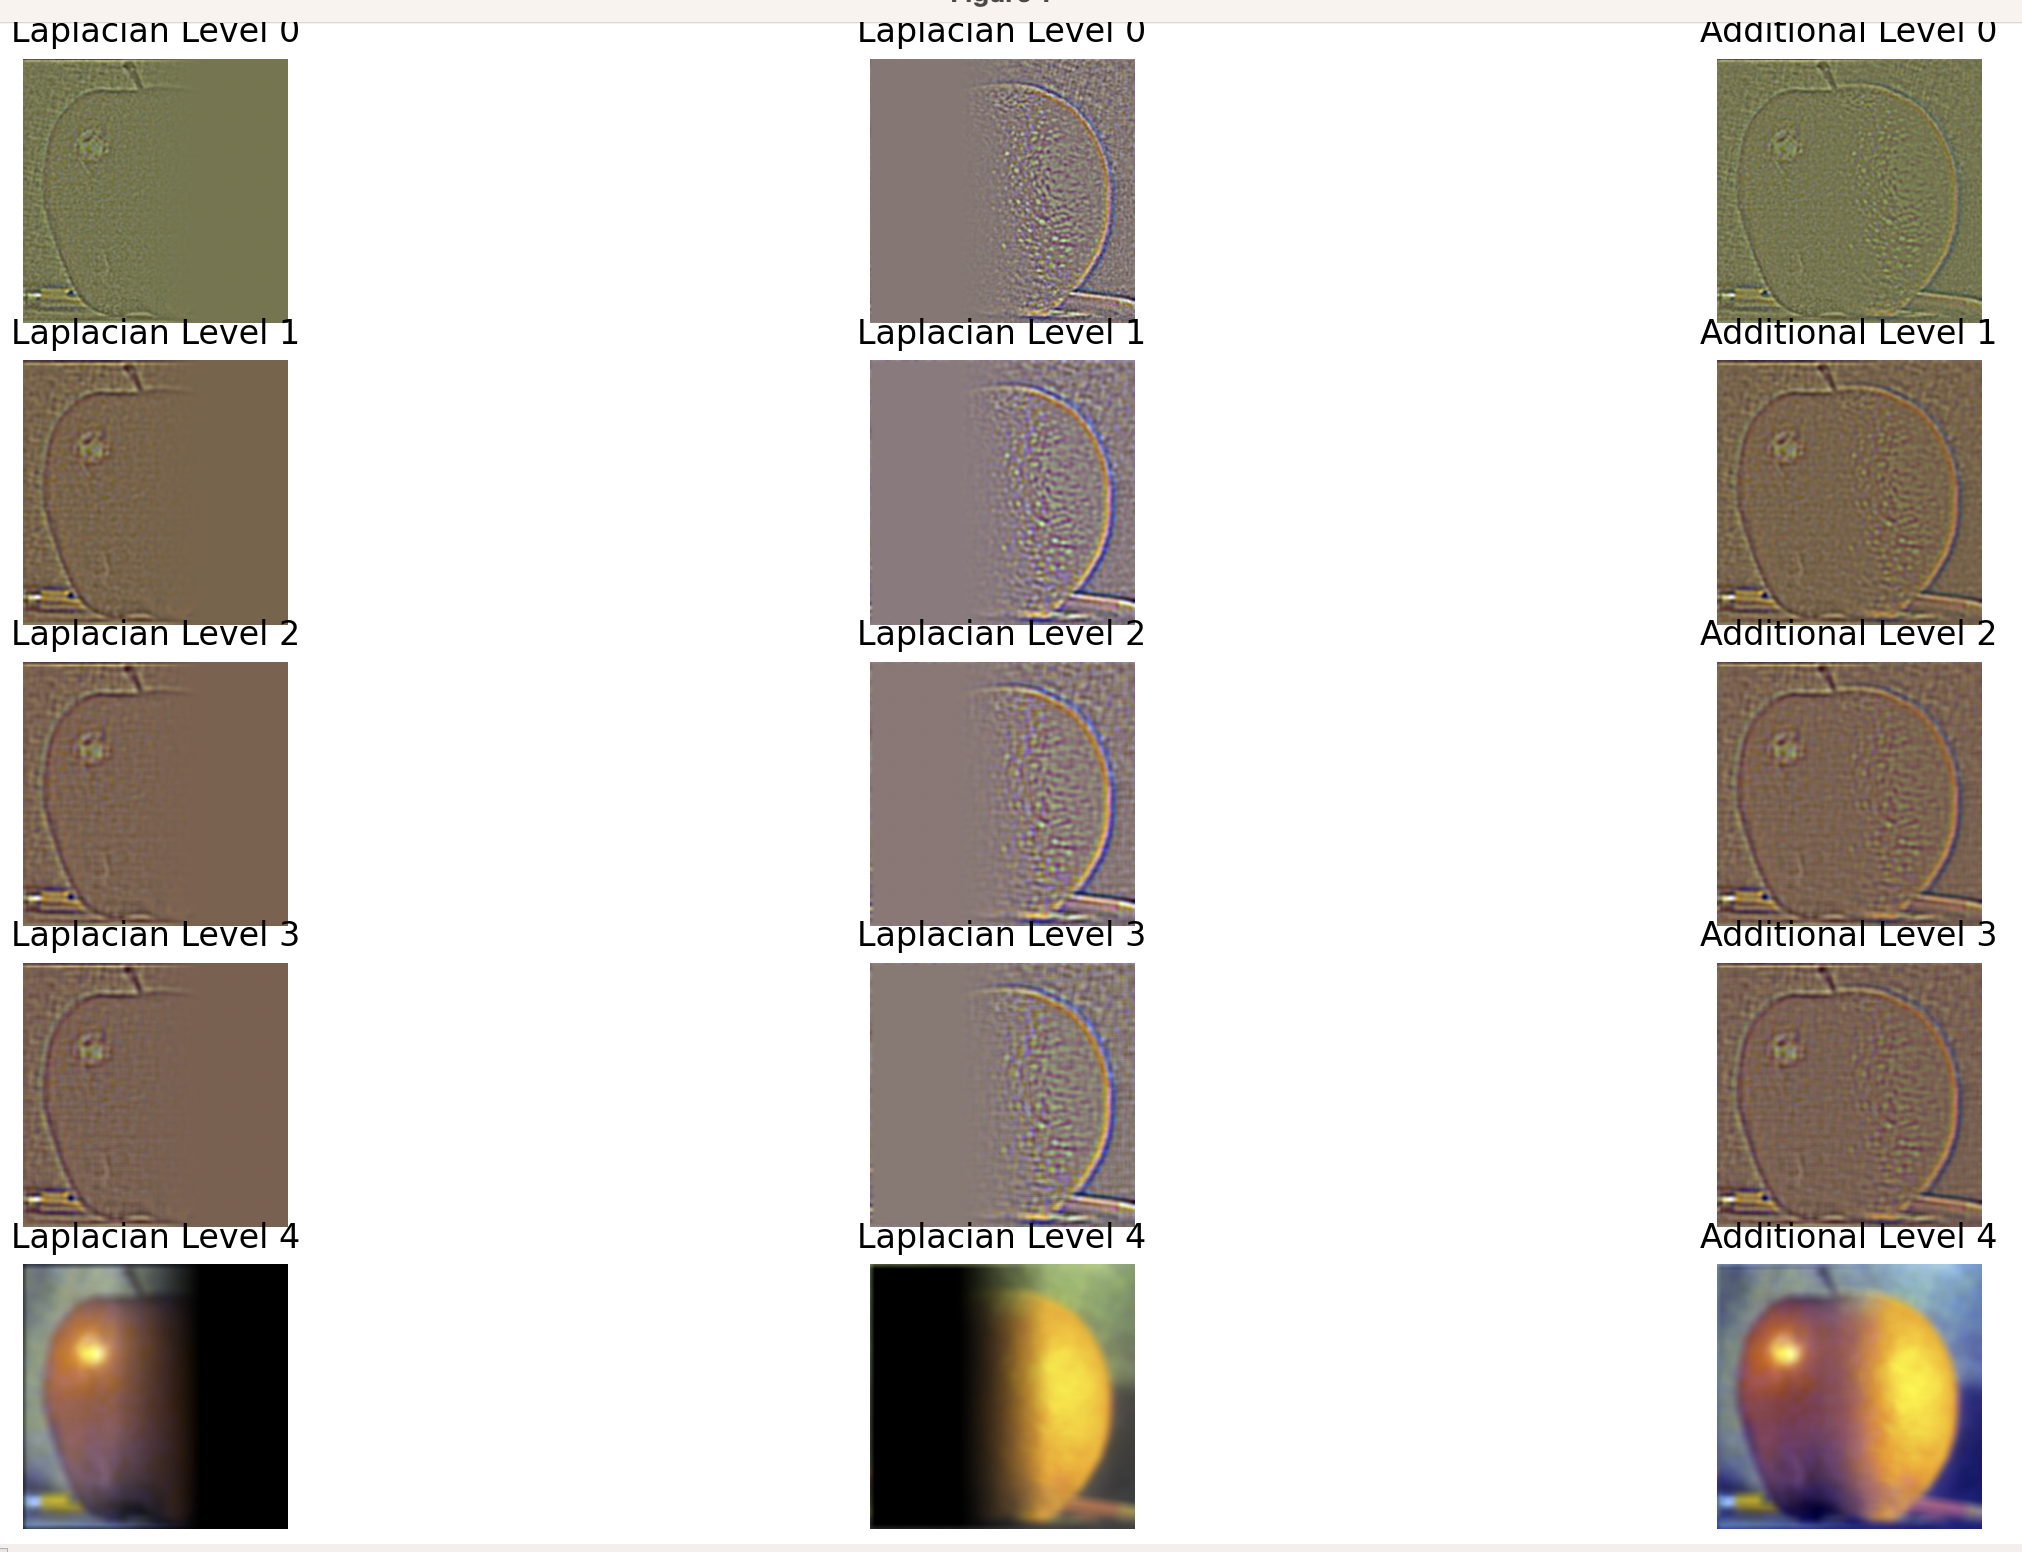 Laplacian Level 0
Laplacian Level 0
Additional Level 0
Laplacian Level 1
Laplacian Level 1
Additional Level 1
Laplacian Level 2
Laplacian Level 2
Additional Level 2
Laplacian Level 3
Laplacian Level 3
Additional Level 3
Laplacian Level 4
Laplacian Level 4
Additional Level 4